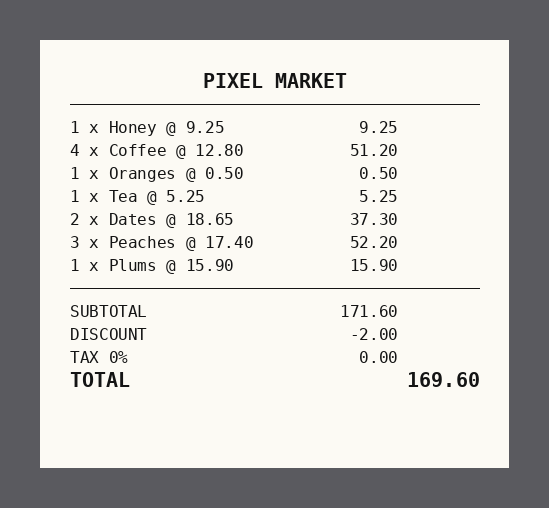 PIXEL MARKET
1 x Honey @ 9.25 9.25
4 x Coffee @ 12.80 51.20
1 x Oranges @ 0.50 0.50
1 x Tea @ 5.25 5.25
2 x Dates @ 18.65 37.30
3 x Peaches @ 17.40 52.20
1 x Plums @ 15.90 15.90
SUBTOTAL 171.60
DISCOUNT -2.00
TAX 0% 0.00
TOTAL 169.60